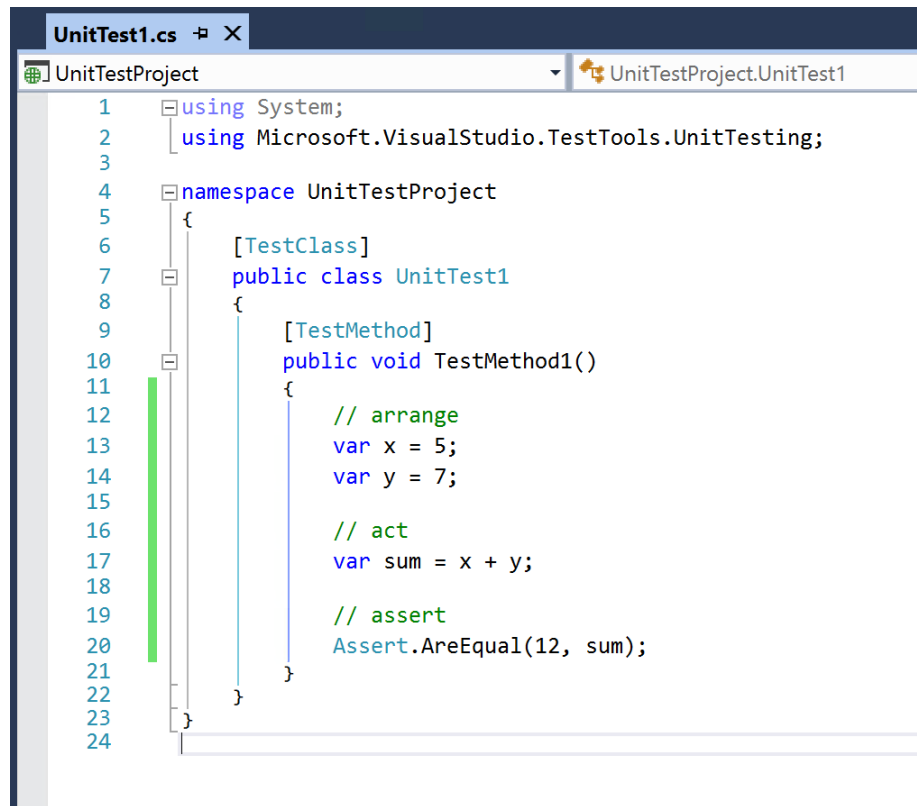 UnitTest1.cs
UnitTestProject UnitTestProject.UnitTest1
1 using System;
2 using Microsoft.VisualStudio.TestTools.UnitTesting;
3
4 namespace UnitTestProject
5 {
6     [TestClass]
7     public class UnitTest1
8     {
9         [TestMethod]
10         public void TestMethod1()
11         {
12             // arrange
13             var x = 5;
14             var y = 7;
15
16             // act
17             var sum = x + y;
18
19             // assert
20             Assert.AreEqual(12, sum);
21         }
22     }
23 }
24